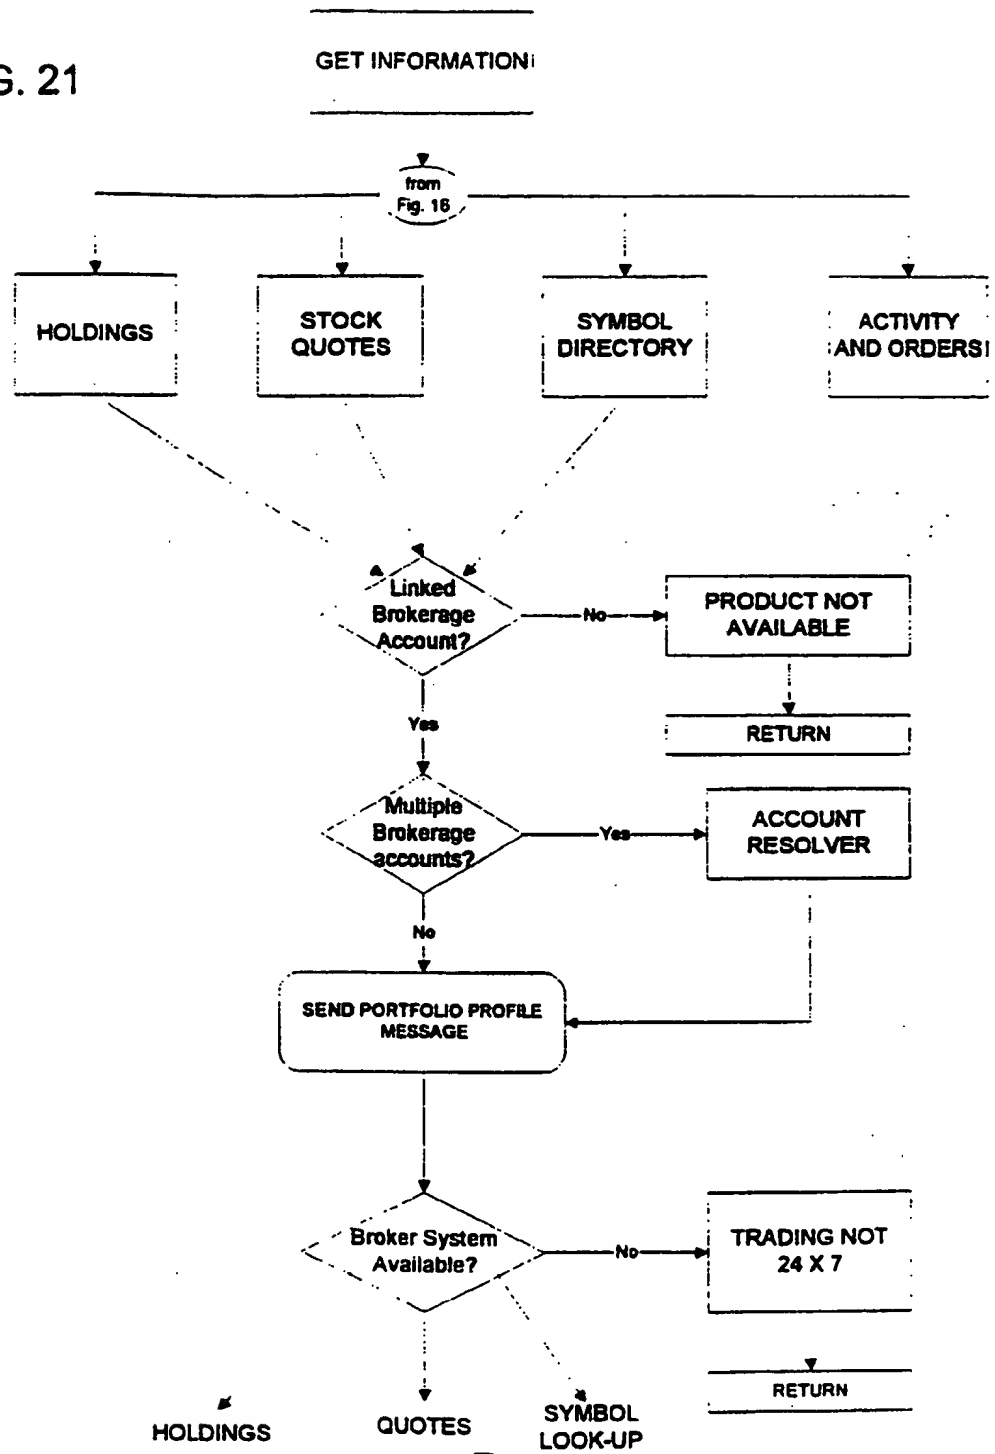 G. 21
GET INFORMATION
from
Fig. 16
HOLDINGS
STOCK
QUOTES
SYMBOL
DIRECTORY
ACTIVITY
AND ORDERS
Linked
Brokerage
Account?
No
PRODUCT NOT
AVAILABLE
Yes
RETURN
Multiple
Brokerage
accounts?
Yes
ACCOUNT
RESOLVER
No
SEND PORTFOLIO PROFILE
MESSAGE
Broker System
Available?
No
TRADING NOT
24 X 7
RETURN
HOLDINGS
QUOTES
SYMBOL
LOOK-UP